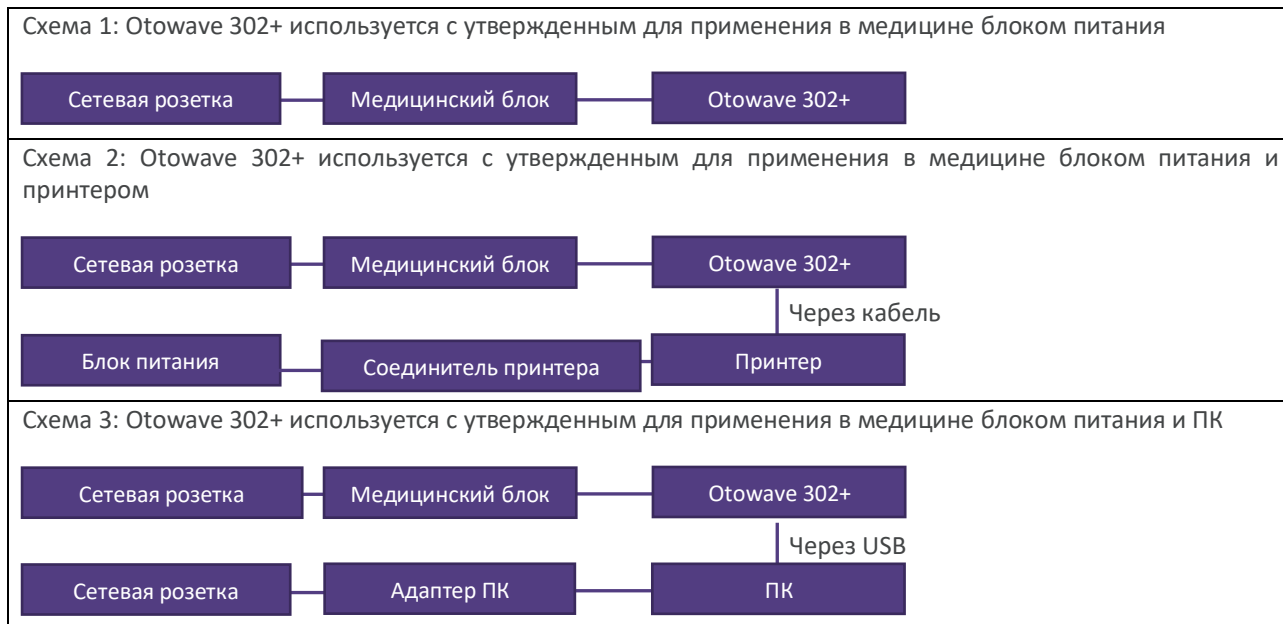 Схема 1: Otowave 302+ используется с утвержденным для применения в медицине блоком питания
Сетевая розетка Медицинский блок Otowave 302+
Схема 2: Otowave 302+ используется с утвержденным для применения в медицине блоком питания и
принтером
Сетевая розетка Медицинский блок Otowave 302+
Через кабель
Блок питания Соединитель принтера Принтер
Схема 3: Otowave 302+ используется с утвержденным для применения в медицине блоком питания и ПК
Сетевая розетка Медицинский блок Otowave 302+
Через USB
Сетевая розетка Адаптер ПК ПК